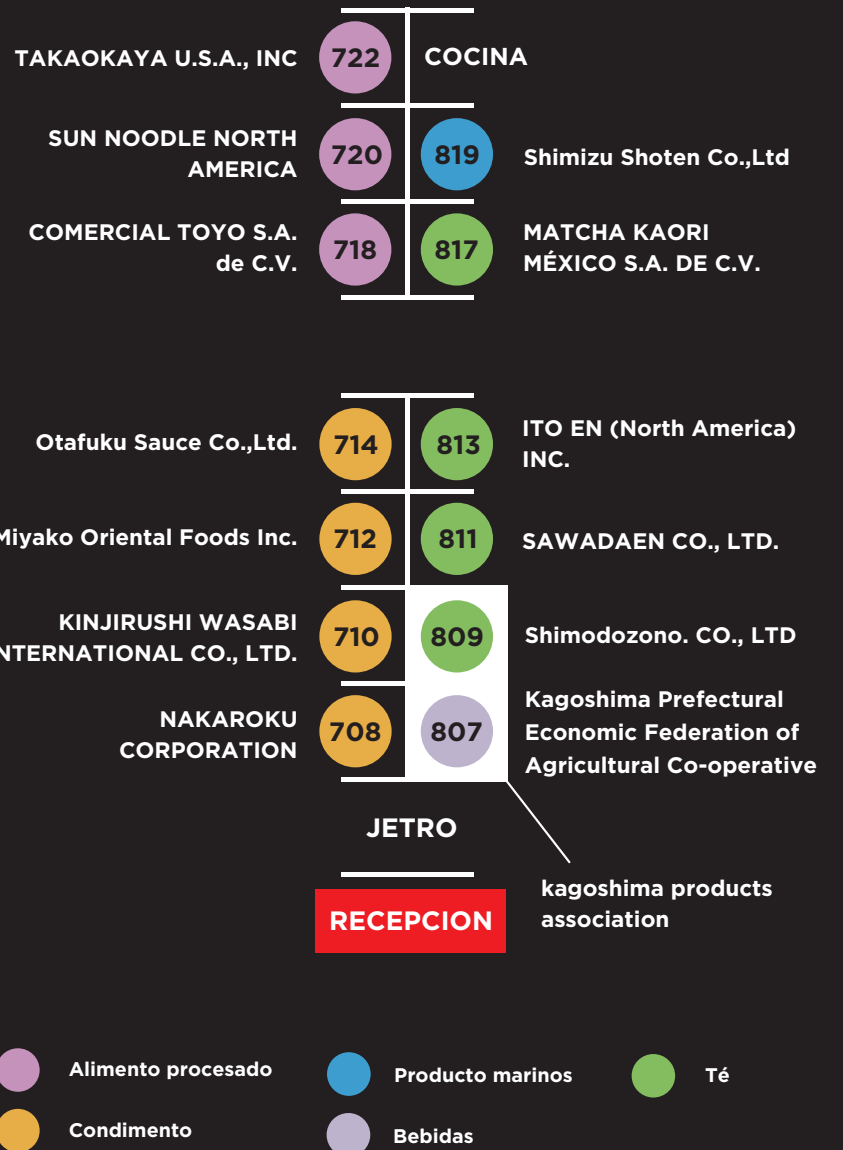 TAKAOKAYA U.S.A., INC
722
COCINA
SUN NOODLE NORTH
AMERICA
720
819
Shimizu Shoten Co.,Ltd
COMERCIAL TOYO S.A.
de C.V.
718
817
MATCHA KAORI
MÉXICO S.A. DE C.V.
Otafuku Sauce Co.,Ltd.
714
813
ITO EN (North America)
INC.
Miyako Oriental Foods Inc.
712
811
SAWADAEN CO., LTD.
KINJIRUSHI WASABI
INTERNATIONAL CO., LTD.
710
809
Shimodozono. CO., LTD
NAKAROKU
CORPORATION
708
807
Kagoshima Prefectural
Economic Federation of
Agricultural Co-operative
JETRO
kagoshima products
association
RECEPCION
Alimento procesado
Producto marinos
Té
Condimento
Bebidas